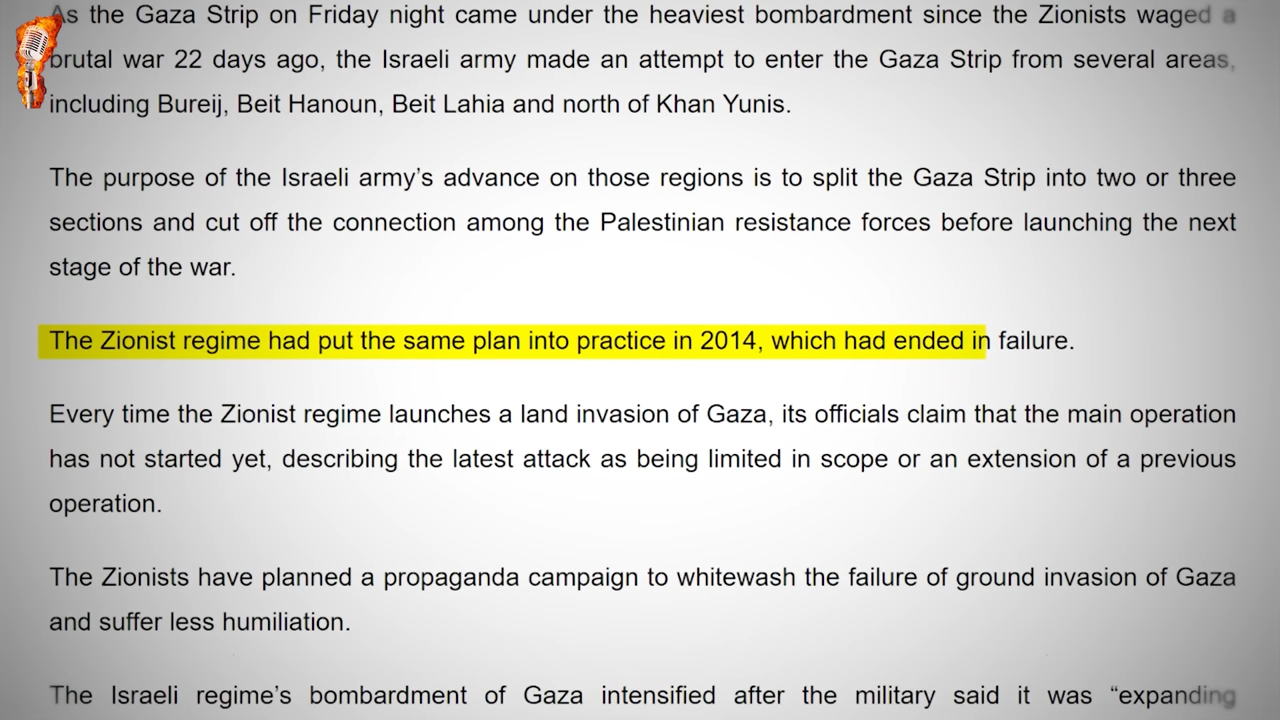 As the Gaza Strip on Friday night came under the heaviest bombardment since the Zionists waged a
brutal war 22 days ago, the Israeli army made an attempt to enter the Gaza Strip from several areas,
including Bureij, Beit Hanoun, Beit Lahia and north of Khan Yunis.
The purpose of the Israeli army’s advance on those regions is to split the Gaza Strip into two or three
sections and cut off the connection among the Palestinian resistance forces before launching the next
stage of the war.
The Zionist regime had put the same plan into practice in 2014, which had ended in failure.
Every time the Zionist regime launches a land invasion of Gaza, its officials claim that the main operation
has not started yet, describing the latest attack as being limited in scope or an extension of a previous
operation.
The Zionists have planned a propaganda campaign to whitewash the failure of ground invasion of Gaza
and suffer less humiliation.
The Israeli regime’s bombardment of Gaza intensified after the military said it was “expanding